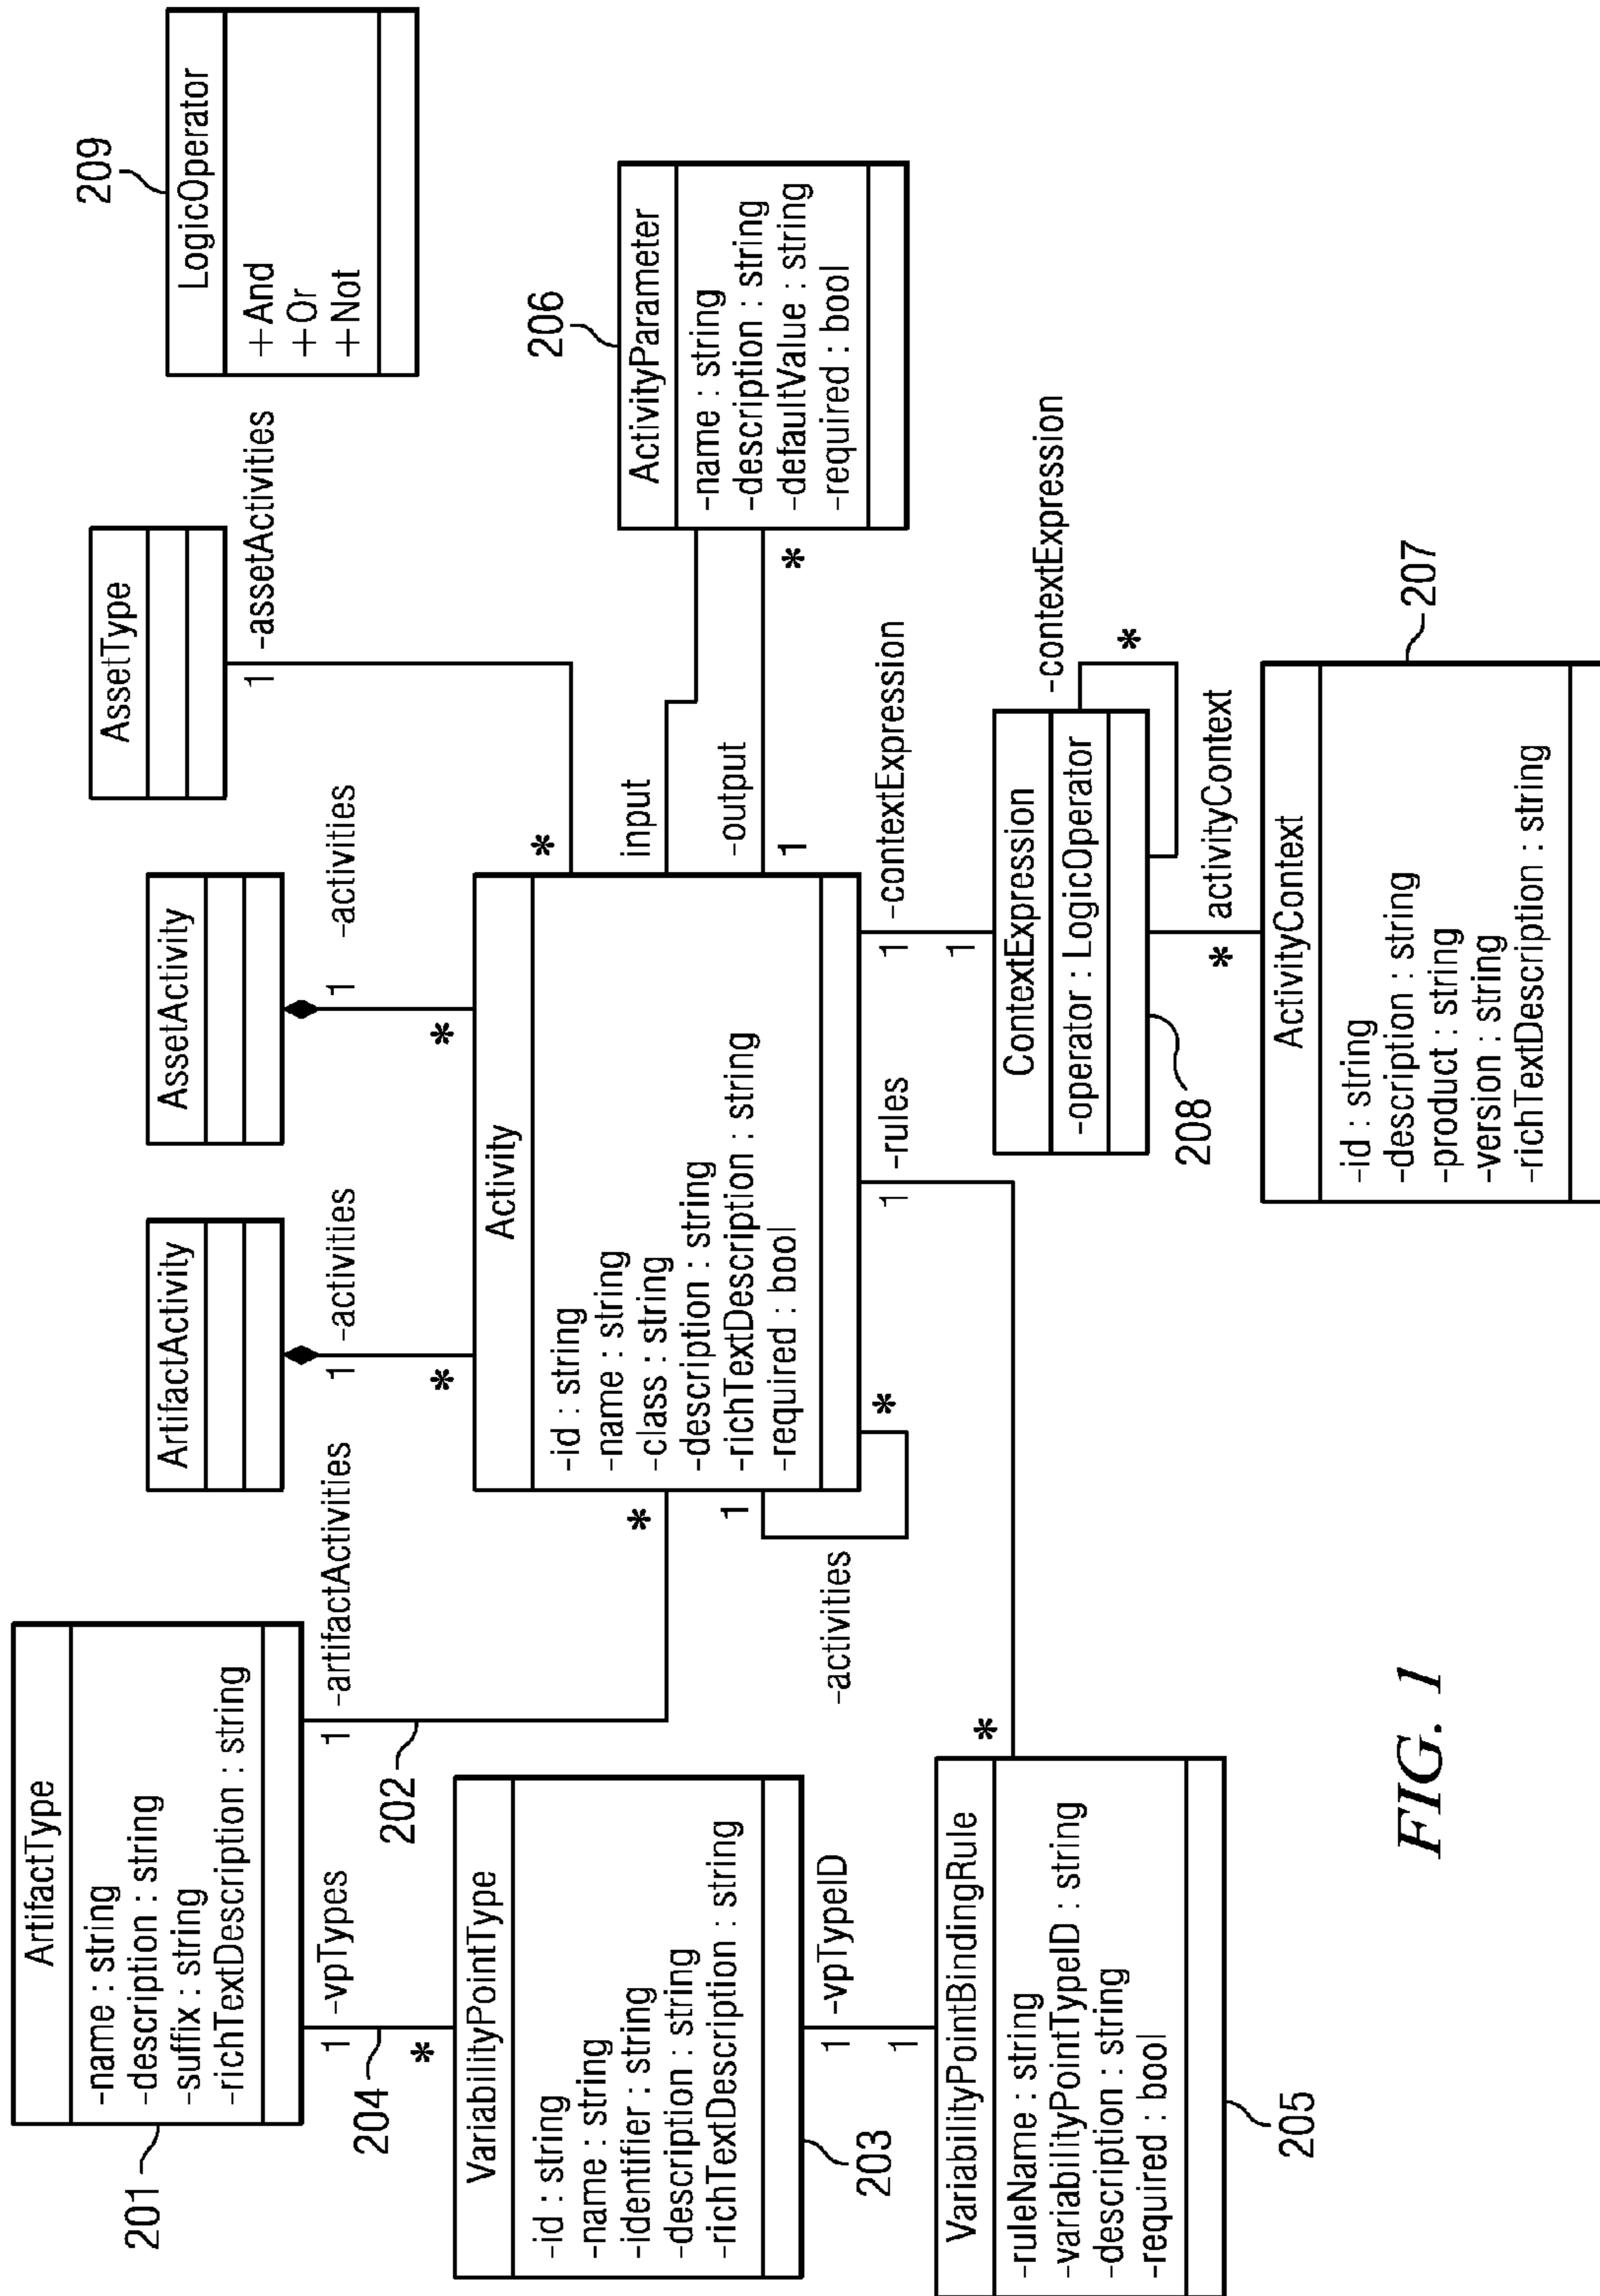 ArtifactType
-name : string
-description : string
-suffix : string
-richTextDescription : string
201
1
-vpTypes
204
*
1
-artifactActivities
202
*
VariabilityPointType
-id : string
-name : string
-identifier : string
-description : string
-richTextDescription : string
203
1
-vpTypeID
1
VariabilityPointBindingRule
-ruleName : string
-variabilityPointTypeID : string
-description : string
-required : bool
205
*
ArtifactActivity
1
-activities
*
AssetActivity
1
-activities
*
AssetType
1
-assetActivities
*
LogicOperator
+And
+Or
+Not
209
Activity
-id : string
-name : string
-class : string
-description : string
-richTextDescription : string
-required : bool
1
*
-activities
1
-rules
input
-output
1
*
ActivityParameter
-name : string
-description : string
-defaultValue : string
-required : bool
206
1
-contextExpression
1
ContextExpression
-operator : LogicOperator
208
-contextExpression
*
*
activityContext
ActivityContext
-id : string
-description : string
-product : string
-version : string
-richTextDescription : string
207
FIG. 1